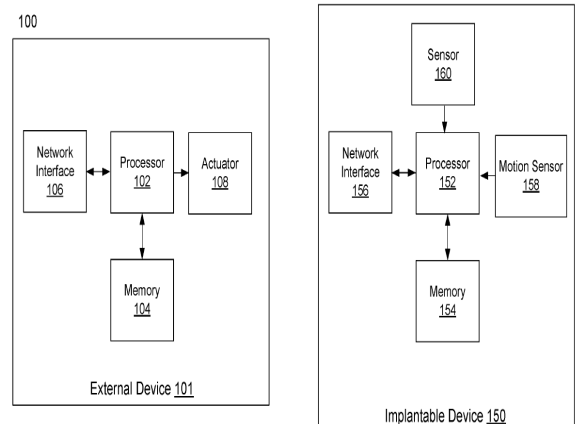 100
Network
Interface
106
Processor
102
Actuator
108
Memory
104
External Device 101
Sensor
160
Network
Interface
156
Processor
152
Motion Sensor
158
Memory
154
Implantable Device 150